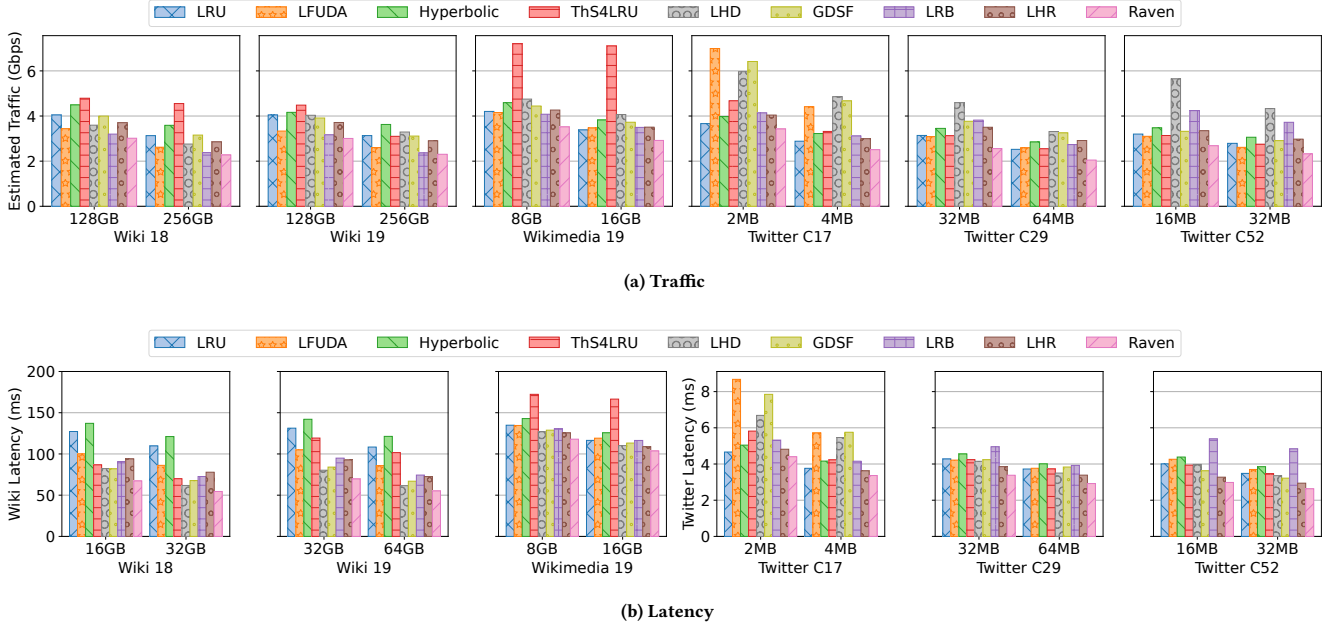 LRU LFUDA Hyperbolic ThS4LRU LHD GDSF LRB LHR Raven
Estimated Traffic (Gbps)
6
4
2
0
128GB 256GB 128GB 256GB 8GB 16GB 2MB 4MB 32MB 64MB 16MB 32MB
Wiki 18 Wiki 19 Wikimedia 19 Twitter C17 Twitter C29 Twitter C52
(a) Traffic
LRU LFUDA Hyperbolic ThS4LRU LHD GDSF LRB LHR Raven
Wiki Latency (ms)
200
150
100
50
0
Twitter Latency (ms)
8
6
4
2
0
16GB 32GB 32GB 64GB 8GB 16GB 2MB 4MB 32MB 64MB 16MB 32MB
Wiki 18 Wiki 19 Wikimedia 19 Twitter C17 Twitter C29 Twitter C52
(b) Latency